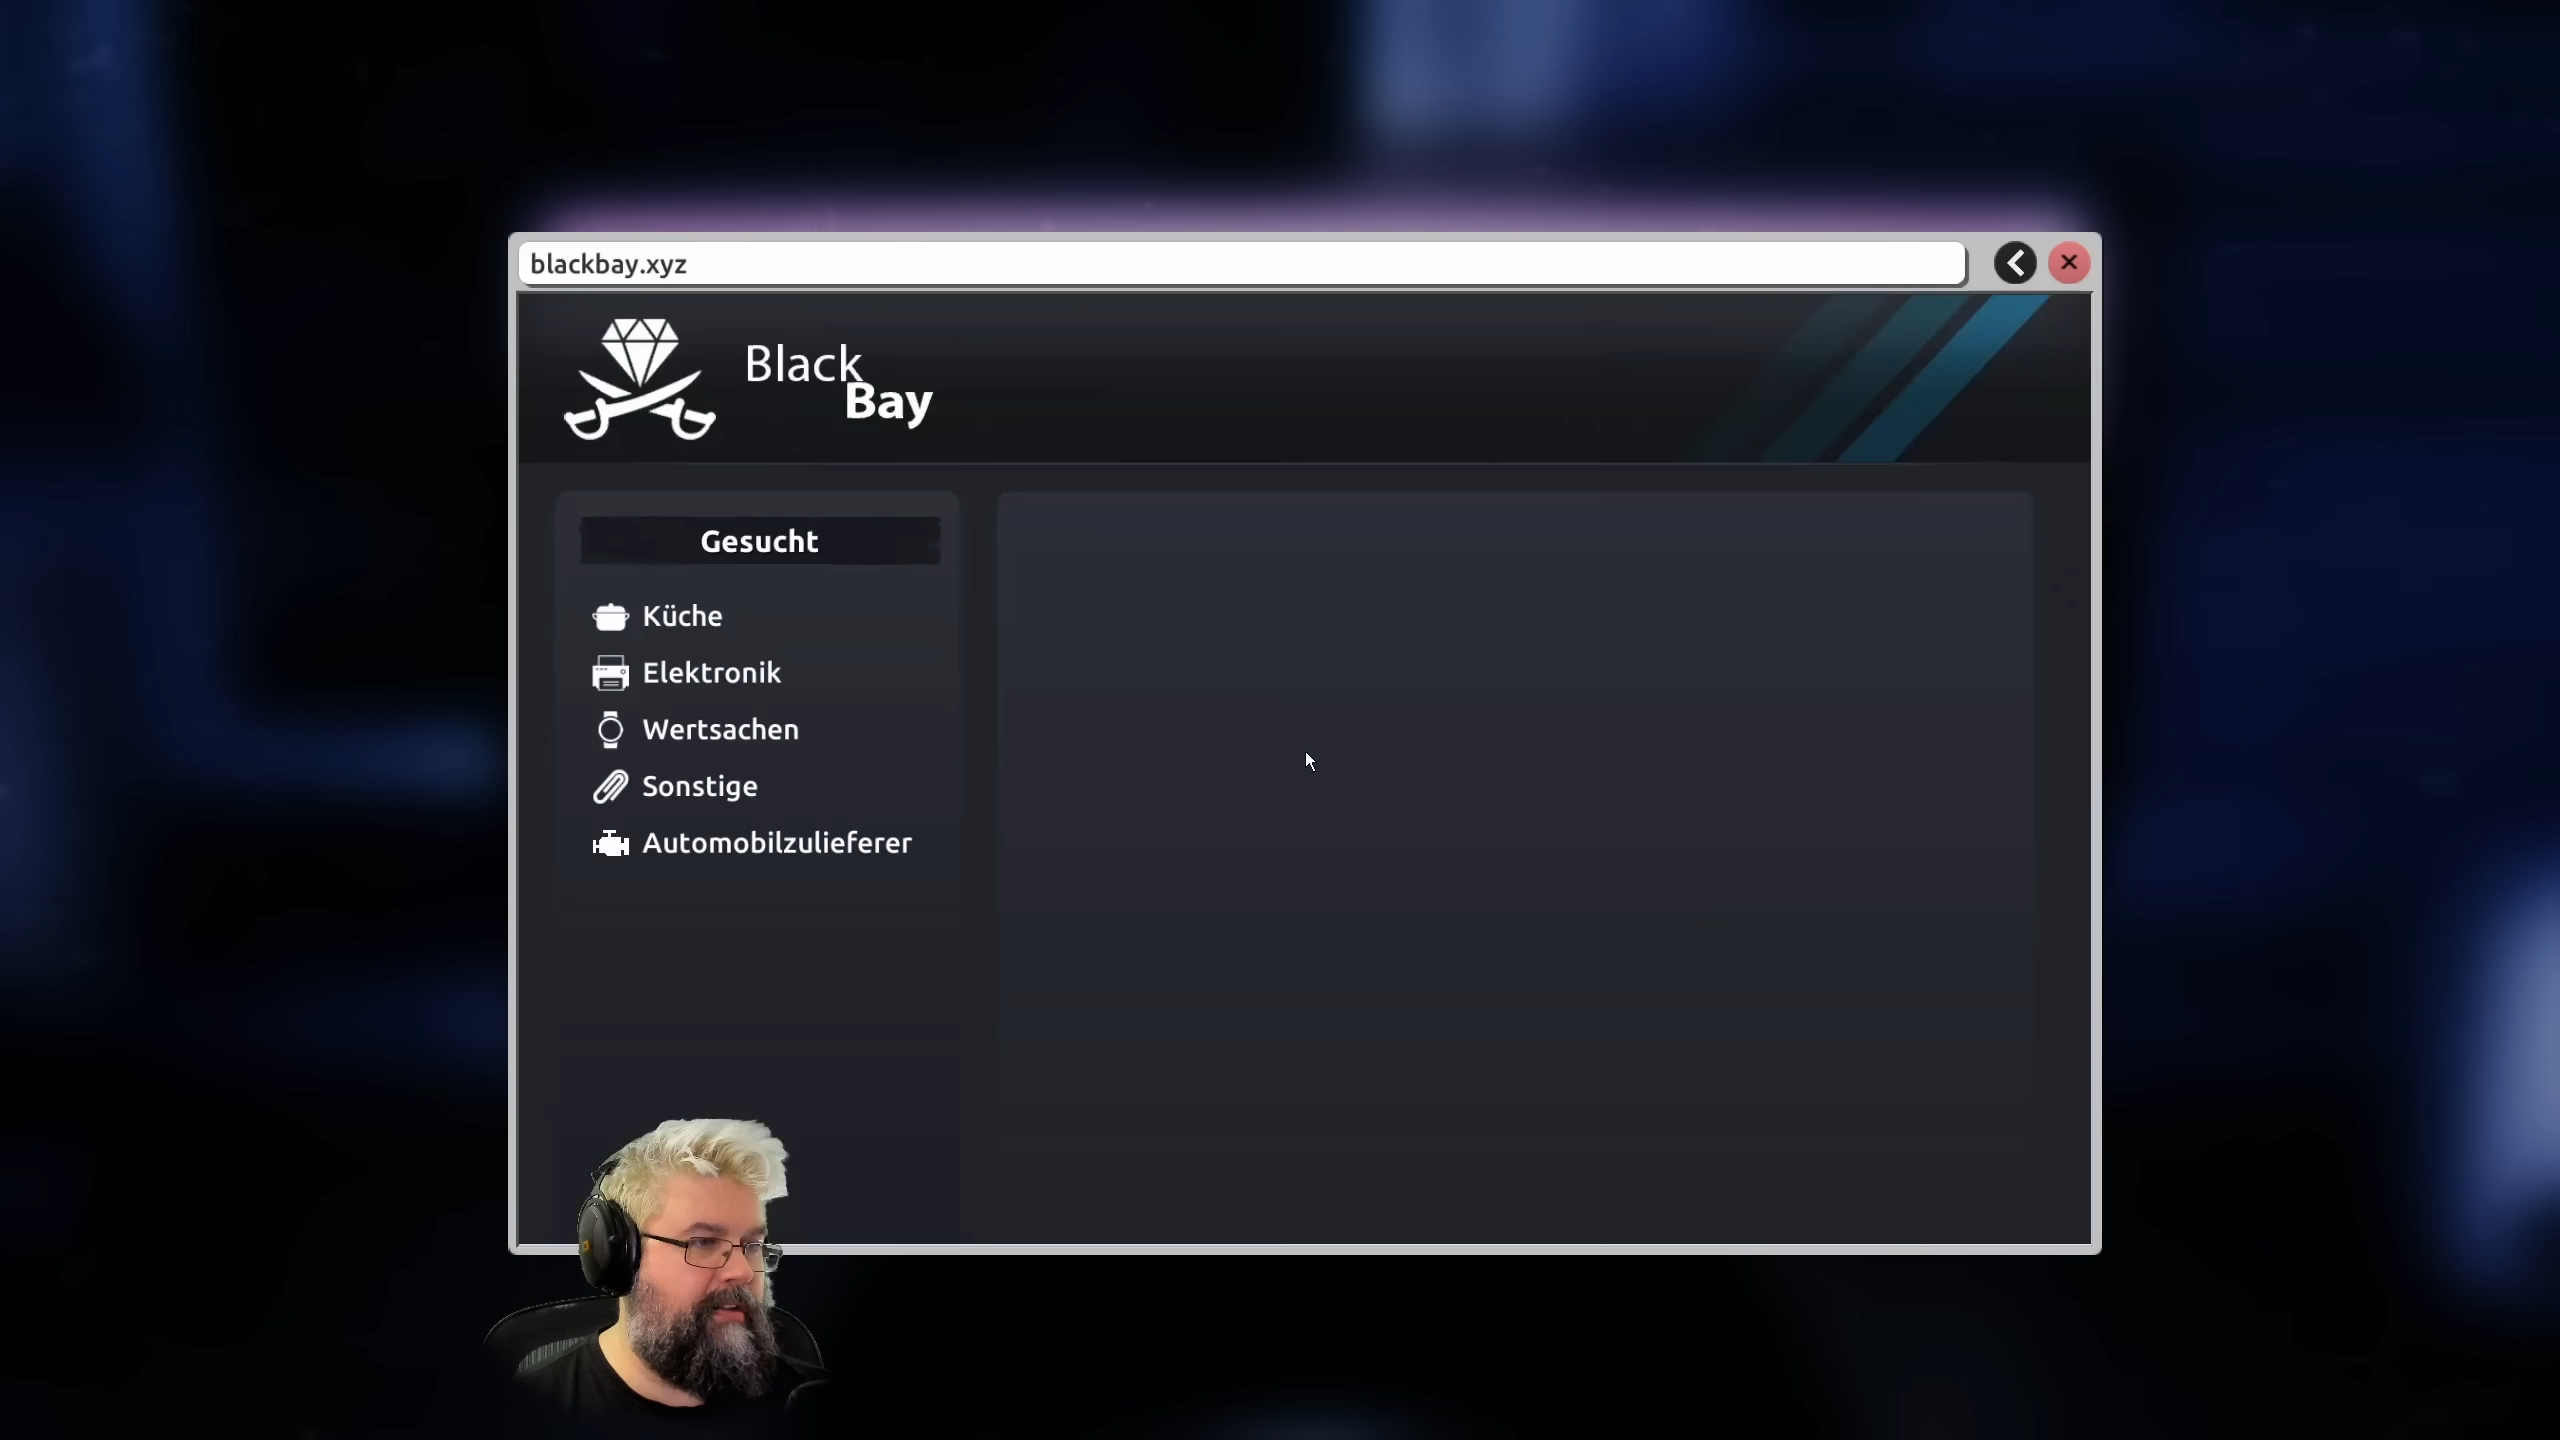 blackbay.xyz
Black
Bay
Gesucht
Küche
Elektronik
Wertsachen
Sonstige
Automobilzulieferer